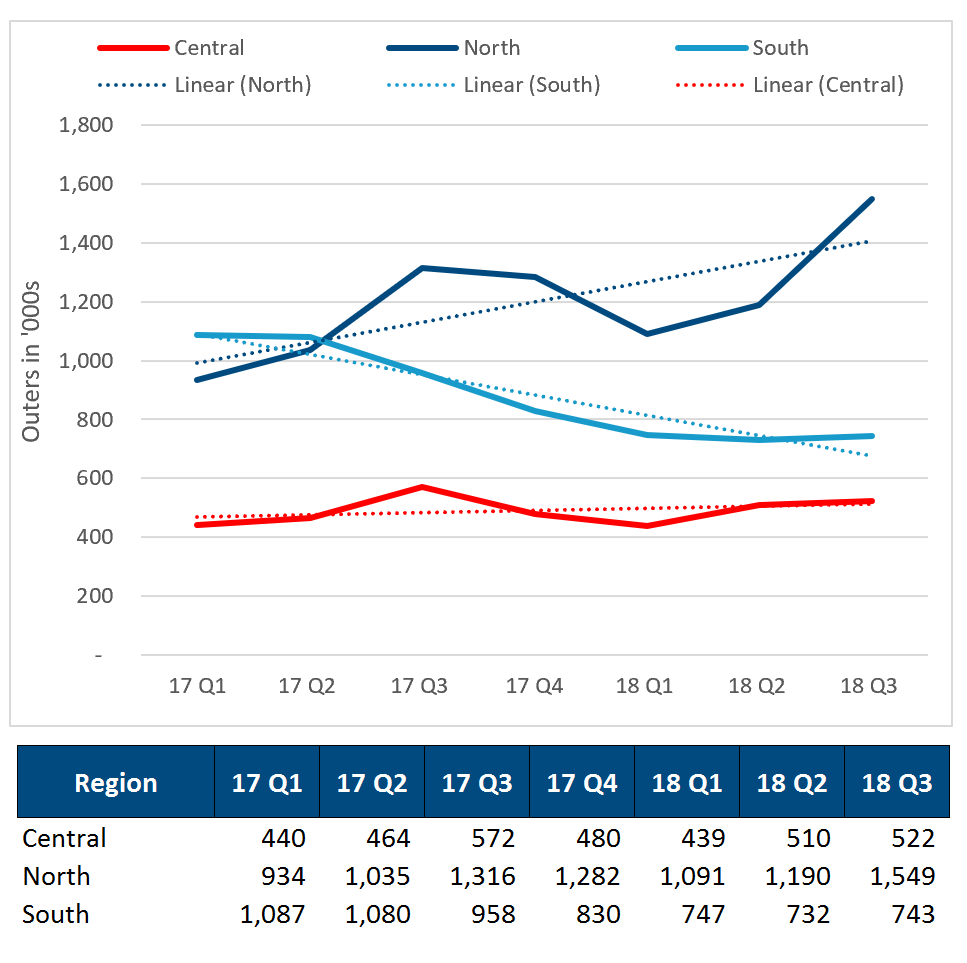 Central North South
Linear (North) Linear (South) Linear (Central)
1,800
1,600
1,400
1,200
1,000
800
600
400
200
-
Outers in '000s
17 Q1 17 Q2 17 Q3 17 Q4 18 Q1 18 Q2 18 Q3
Region 17 Q1 17 Q2 17 Q3 17 Q4 18 Q1 18 Q2 18 Q3
Central 440 464 572 480 439 510 522
North 934 1,035 1,316 1,282 1,091 1,190 1,549
South 1,087 1,080 958 830 747 732 743